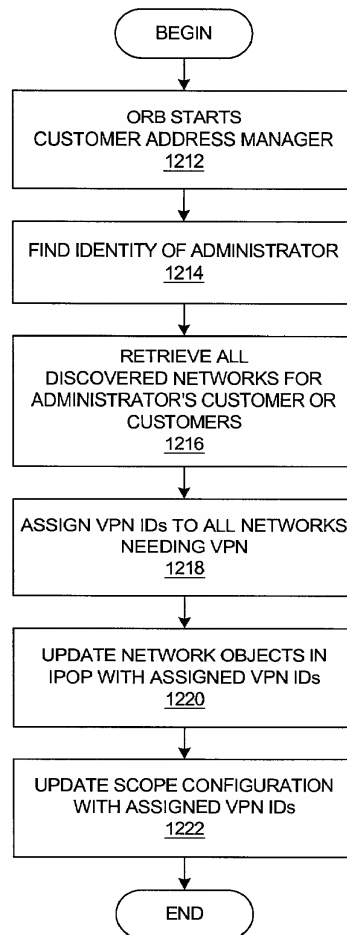 BEGIN
ORB STARTS
CUSTOMER ADDRESS MANAGER
1212
FIND IDENTITY OF ADMINISTRATOR
1214
RETRIEVE ALL
DISCOVERED NETWORKS FOR
ADMINISTRATOR'S CUSTOMER OR
CUSTOMERS
1216
ASSIGN VPN IDs TO ALL NETWORKS
NEEDING VPN
1218
UPDATE NETWORK OBJECTS IN
IPOP WITH ASSIGNED VPN IDs
1220
UPDATE SCOPE CONFIGURATION
WITH ASSIGNED VPN IDs
1222
END